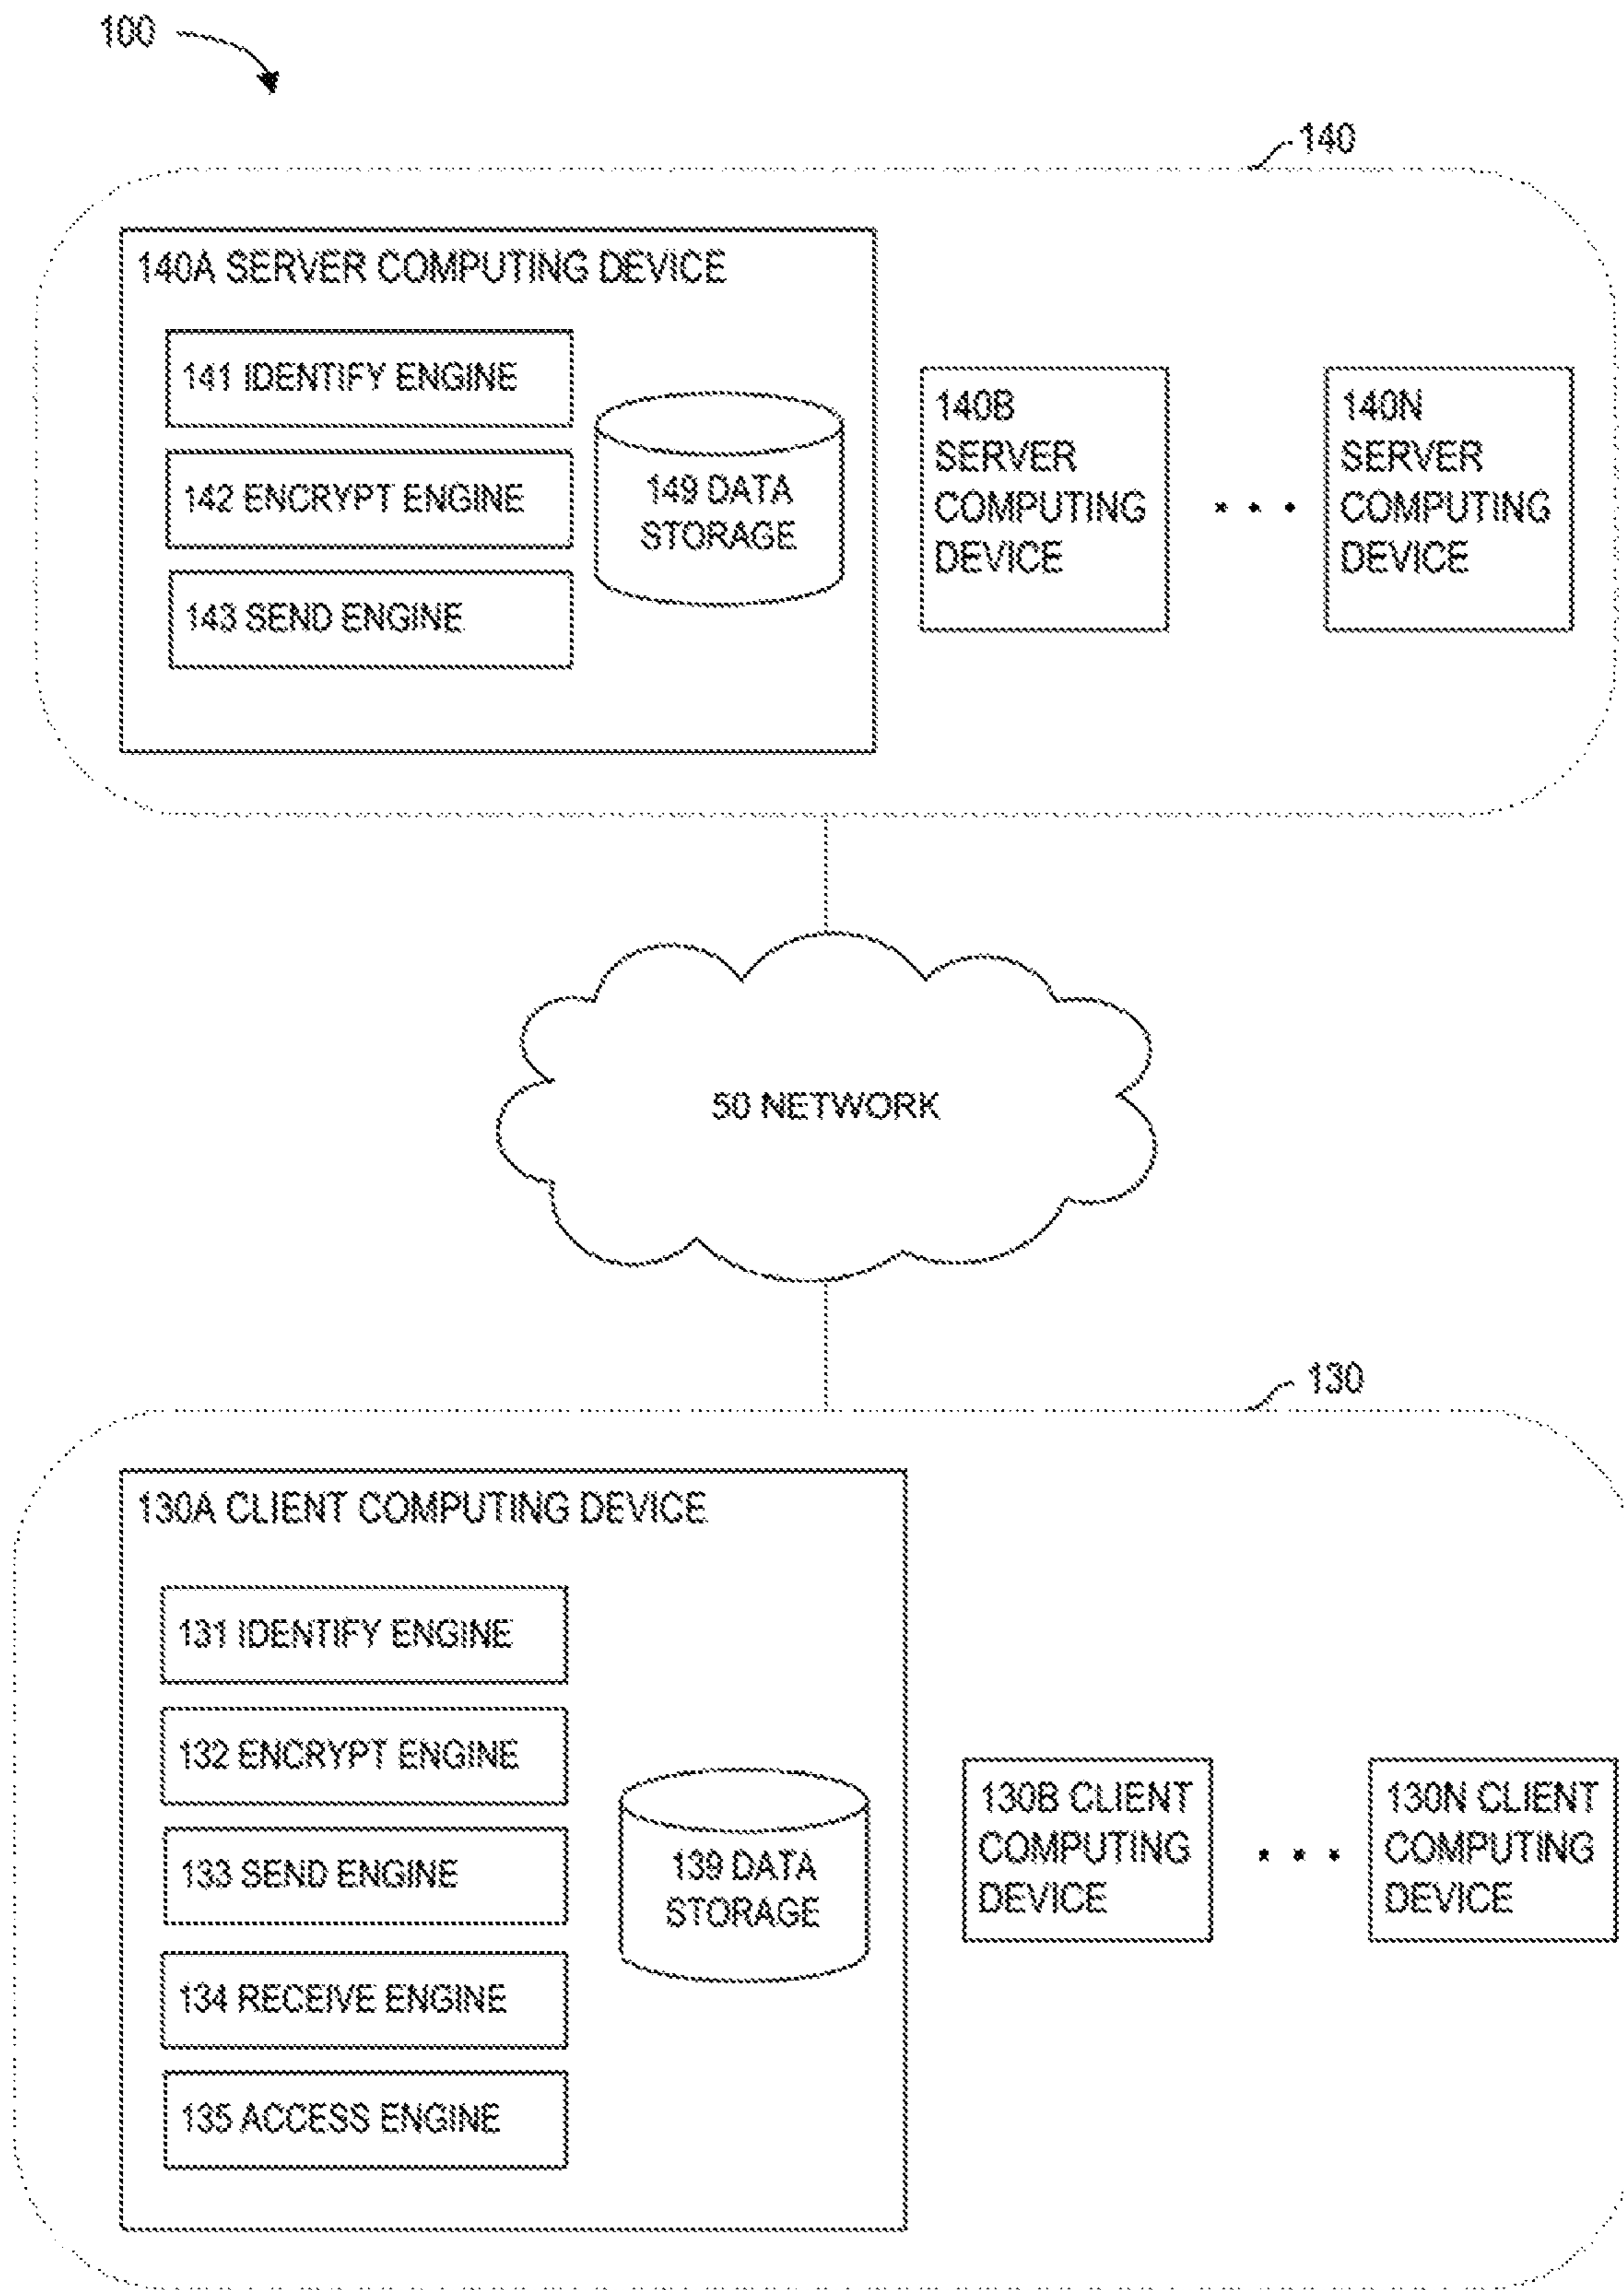 100
140
140A SERVER COMPUTING DEVICE
141 IDENTIFY ENGINE
142 ENCRYPT ENGINE
143 SEND ENGINE
149 DATA
STORAGE
140B
SERVER
COMPUTING
DEVICE
140N
SERVER
COMPUTING
DEVICE
50 NETWORK
130
130A CLIENT COMPUTING DEVICE
131 IDENTIFY ENGINE
132 ENCRYPT ENGINE
133 SEND ENGINE
134 RECEIVE ENGINE
135 ACCESS ENGINE
139 DATA
STORAGE
130B CLIENT
COMPUTING
DEVICE
130N CLIENT
COMPUTING
DEVICE